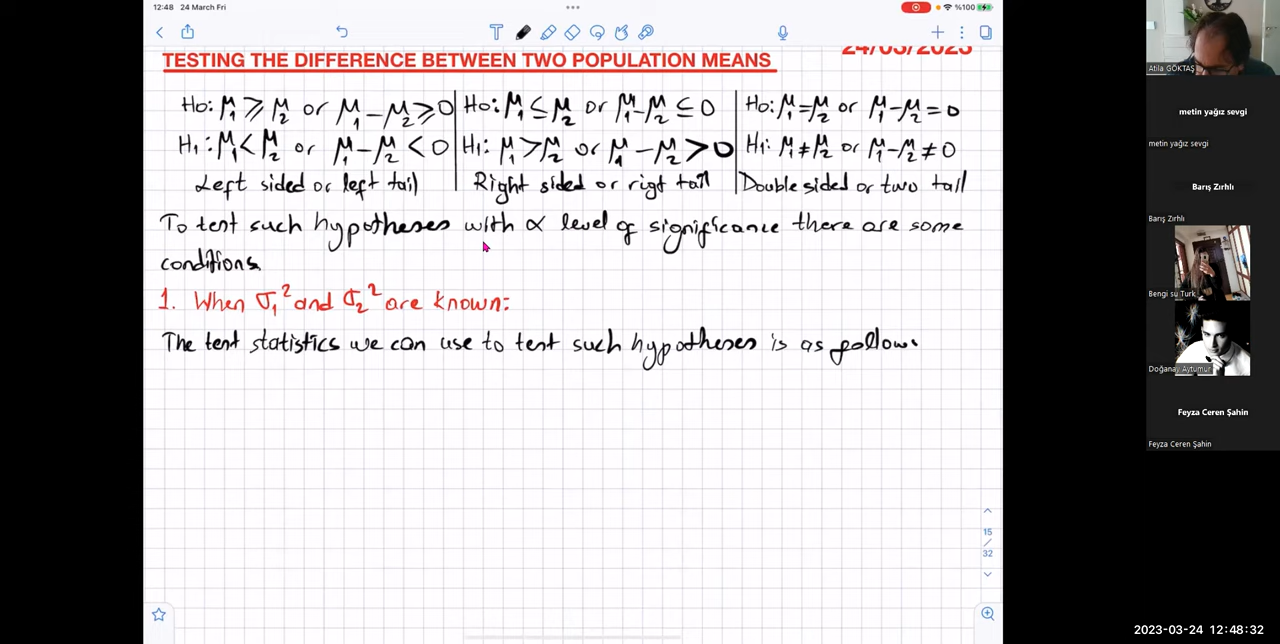 12:48 24 March Fri
%100
24/03/2023
TESTING THE DIFFERENCE BETWEEN TWO POPULATION MEANS
Ho: μ₁ ⩾ μ₂ or μ₁-μ₂ ⩾ 0
H₁: μ₁ < μ₂ or μ₁-μ₂ < 0
Left sided or left tail
Ho: μ₁ ≤ μ₂ or μ₁-μ₂ ≤ 0
H₁: μ₁ > μ₂ or μ₁-μ₂ > 0
Right sided or rigt tail
Ho: μ₁=μ₂ or μ₁-μ₂ = 0
H₁: μ₁≠μ₂ or μ₁-μ₂ ≠ 0
Double sided or two tail
To test such hypotheses with α level of significance there are some
conditions
1. When σ₁² and σ₂² are known:
The test statistics we can use to test such hypotheses is as follow.
15
/
32
Atila GÖKTAŞ
metin yağız sevgi
metin yağız sevgi
Barış Zırhlı
Barış Zırhlı
Bengi su Turk
Doğanay Aytumur
Feyza Ceren Şahin
Feyza Ceren Şahin
2023-03-24 12:48:32